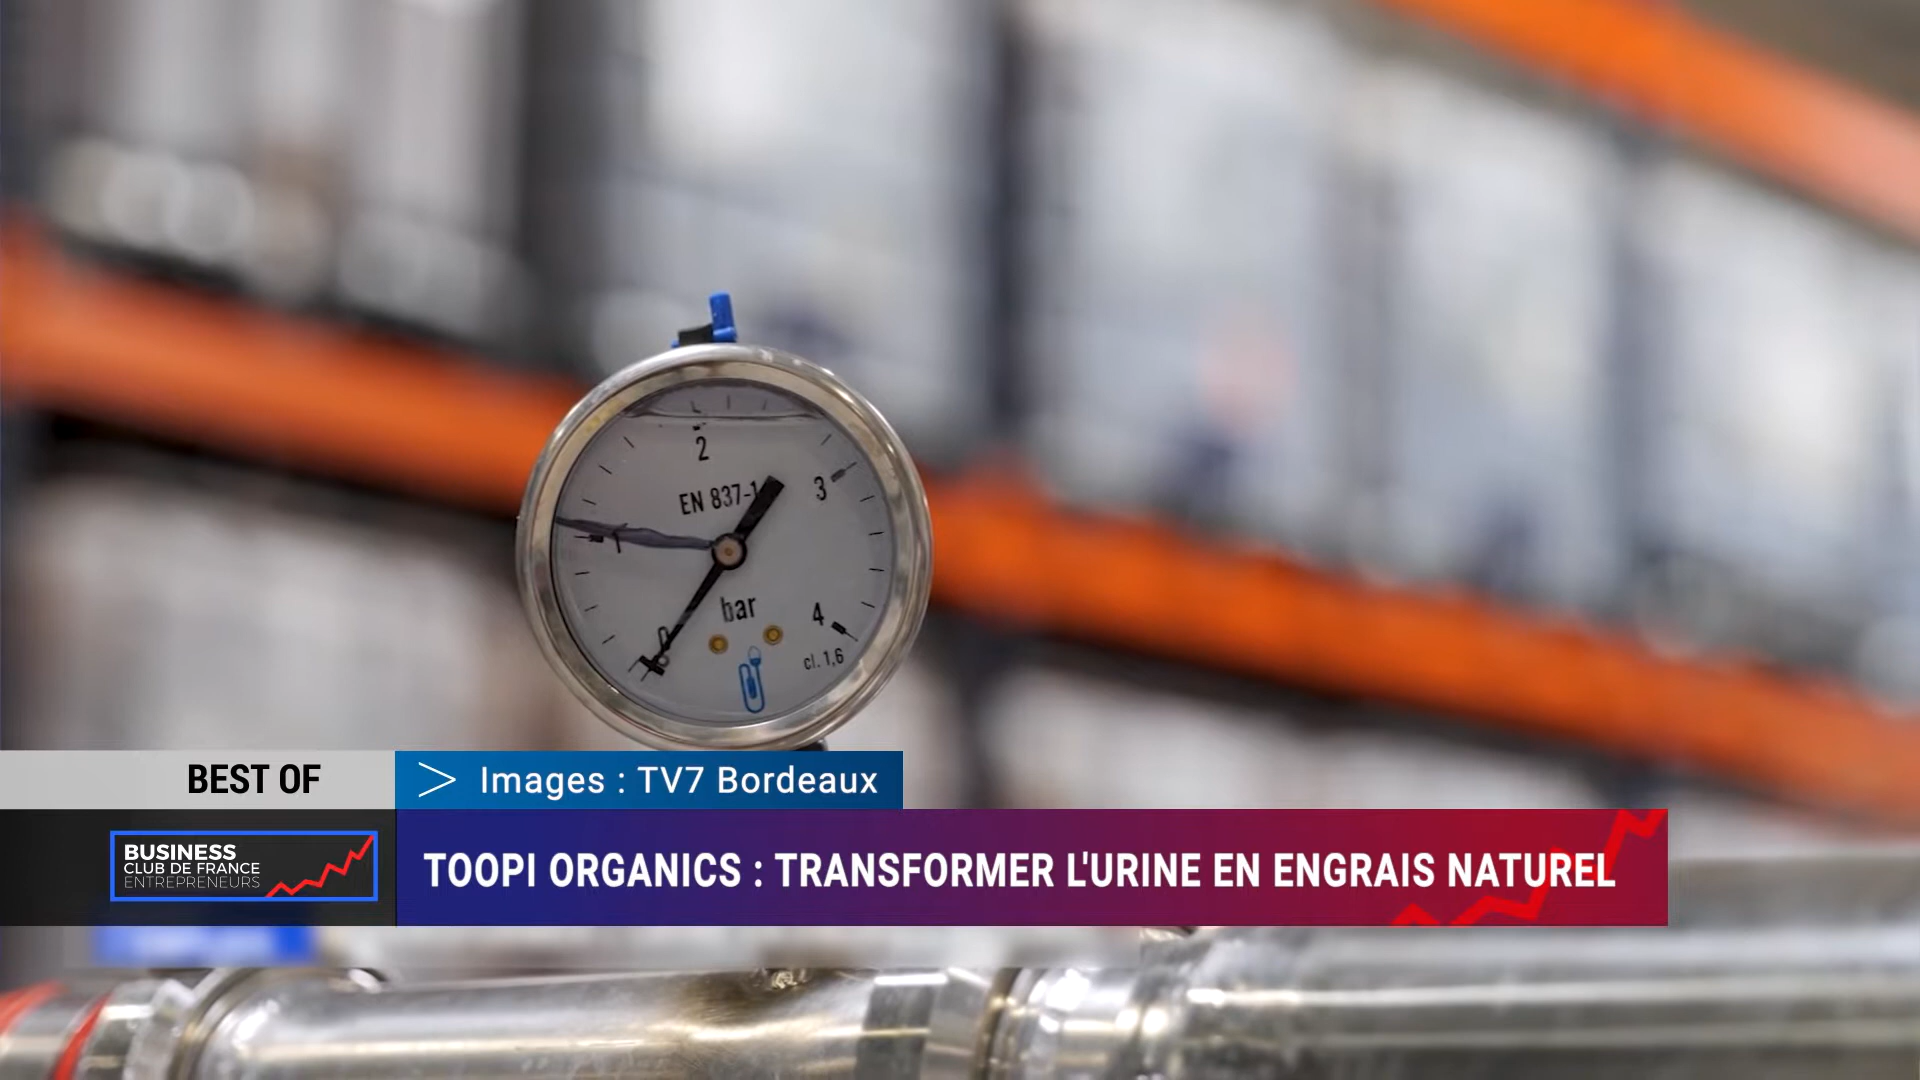 2
EN 837-1
3
1
bar
0
4
cl. 1,6
BEST OF
> Images : TV7 Bordeaux
BUSINESS
CLUB DE FRANCE
ENTREPRENEURS
TOOPI ORGANICS : TRANSFORMER L'URINE EN ENGRAIS NATUREL